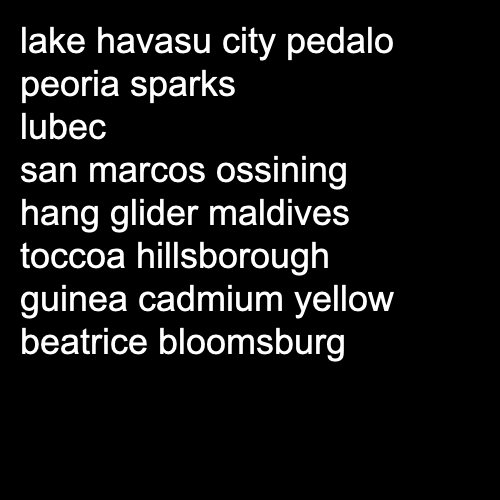 lake havasu city pedalo
peoria sparks
lubec
san marcos ossining
hang glider maldives
toccoa hillsborough
guinea cadmium yellow
beatrice bloomsburg